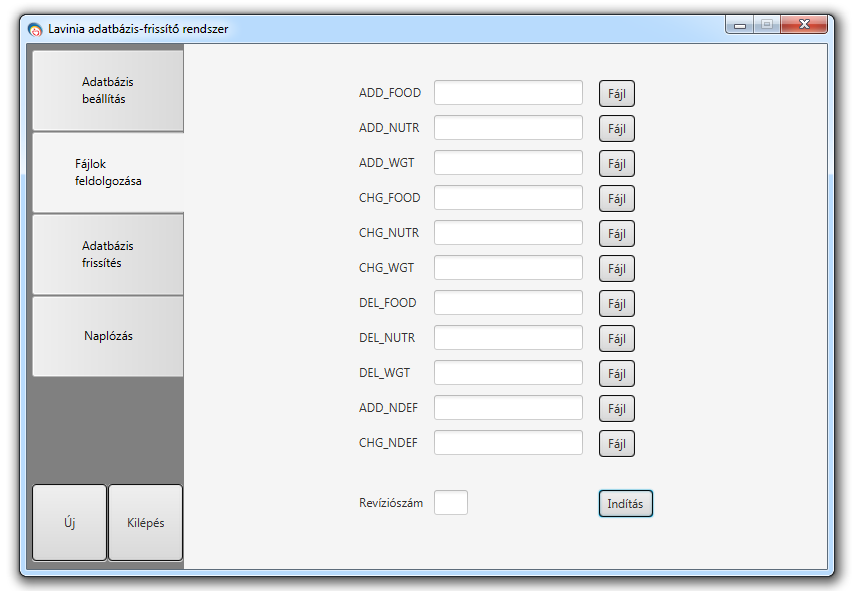 Lavinia adatbázis-frissítő rendszer
Adatbázis
beállítás
Fájlok
feldolgozása
Adatbázis
frissítés
Naplózás
Új
Kilépés
ADD_FOOD Fájl
ADD_NUTR Fájl
ADD_WGT Fájl
CHG_FOOD Fájl
CHG_NUTR Fájl
CHG_WGT Fájl
DEL_FOOD Fájl
DEL_NUTR Fájl
DEL_WGT Fájl
ADD_NDEF Fájl
CHG_NDEF Fájl
Revíziószám Indítás